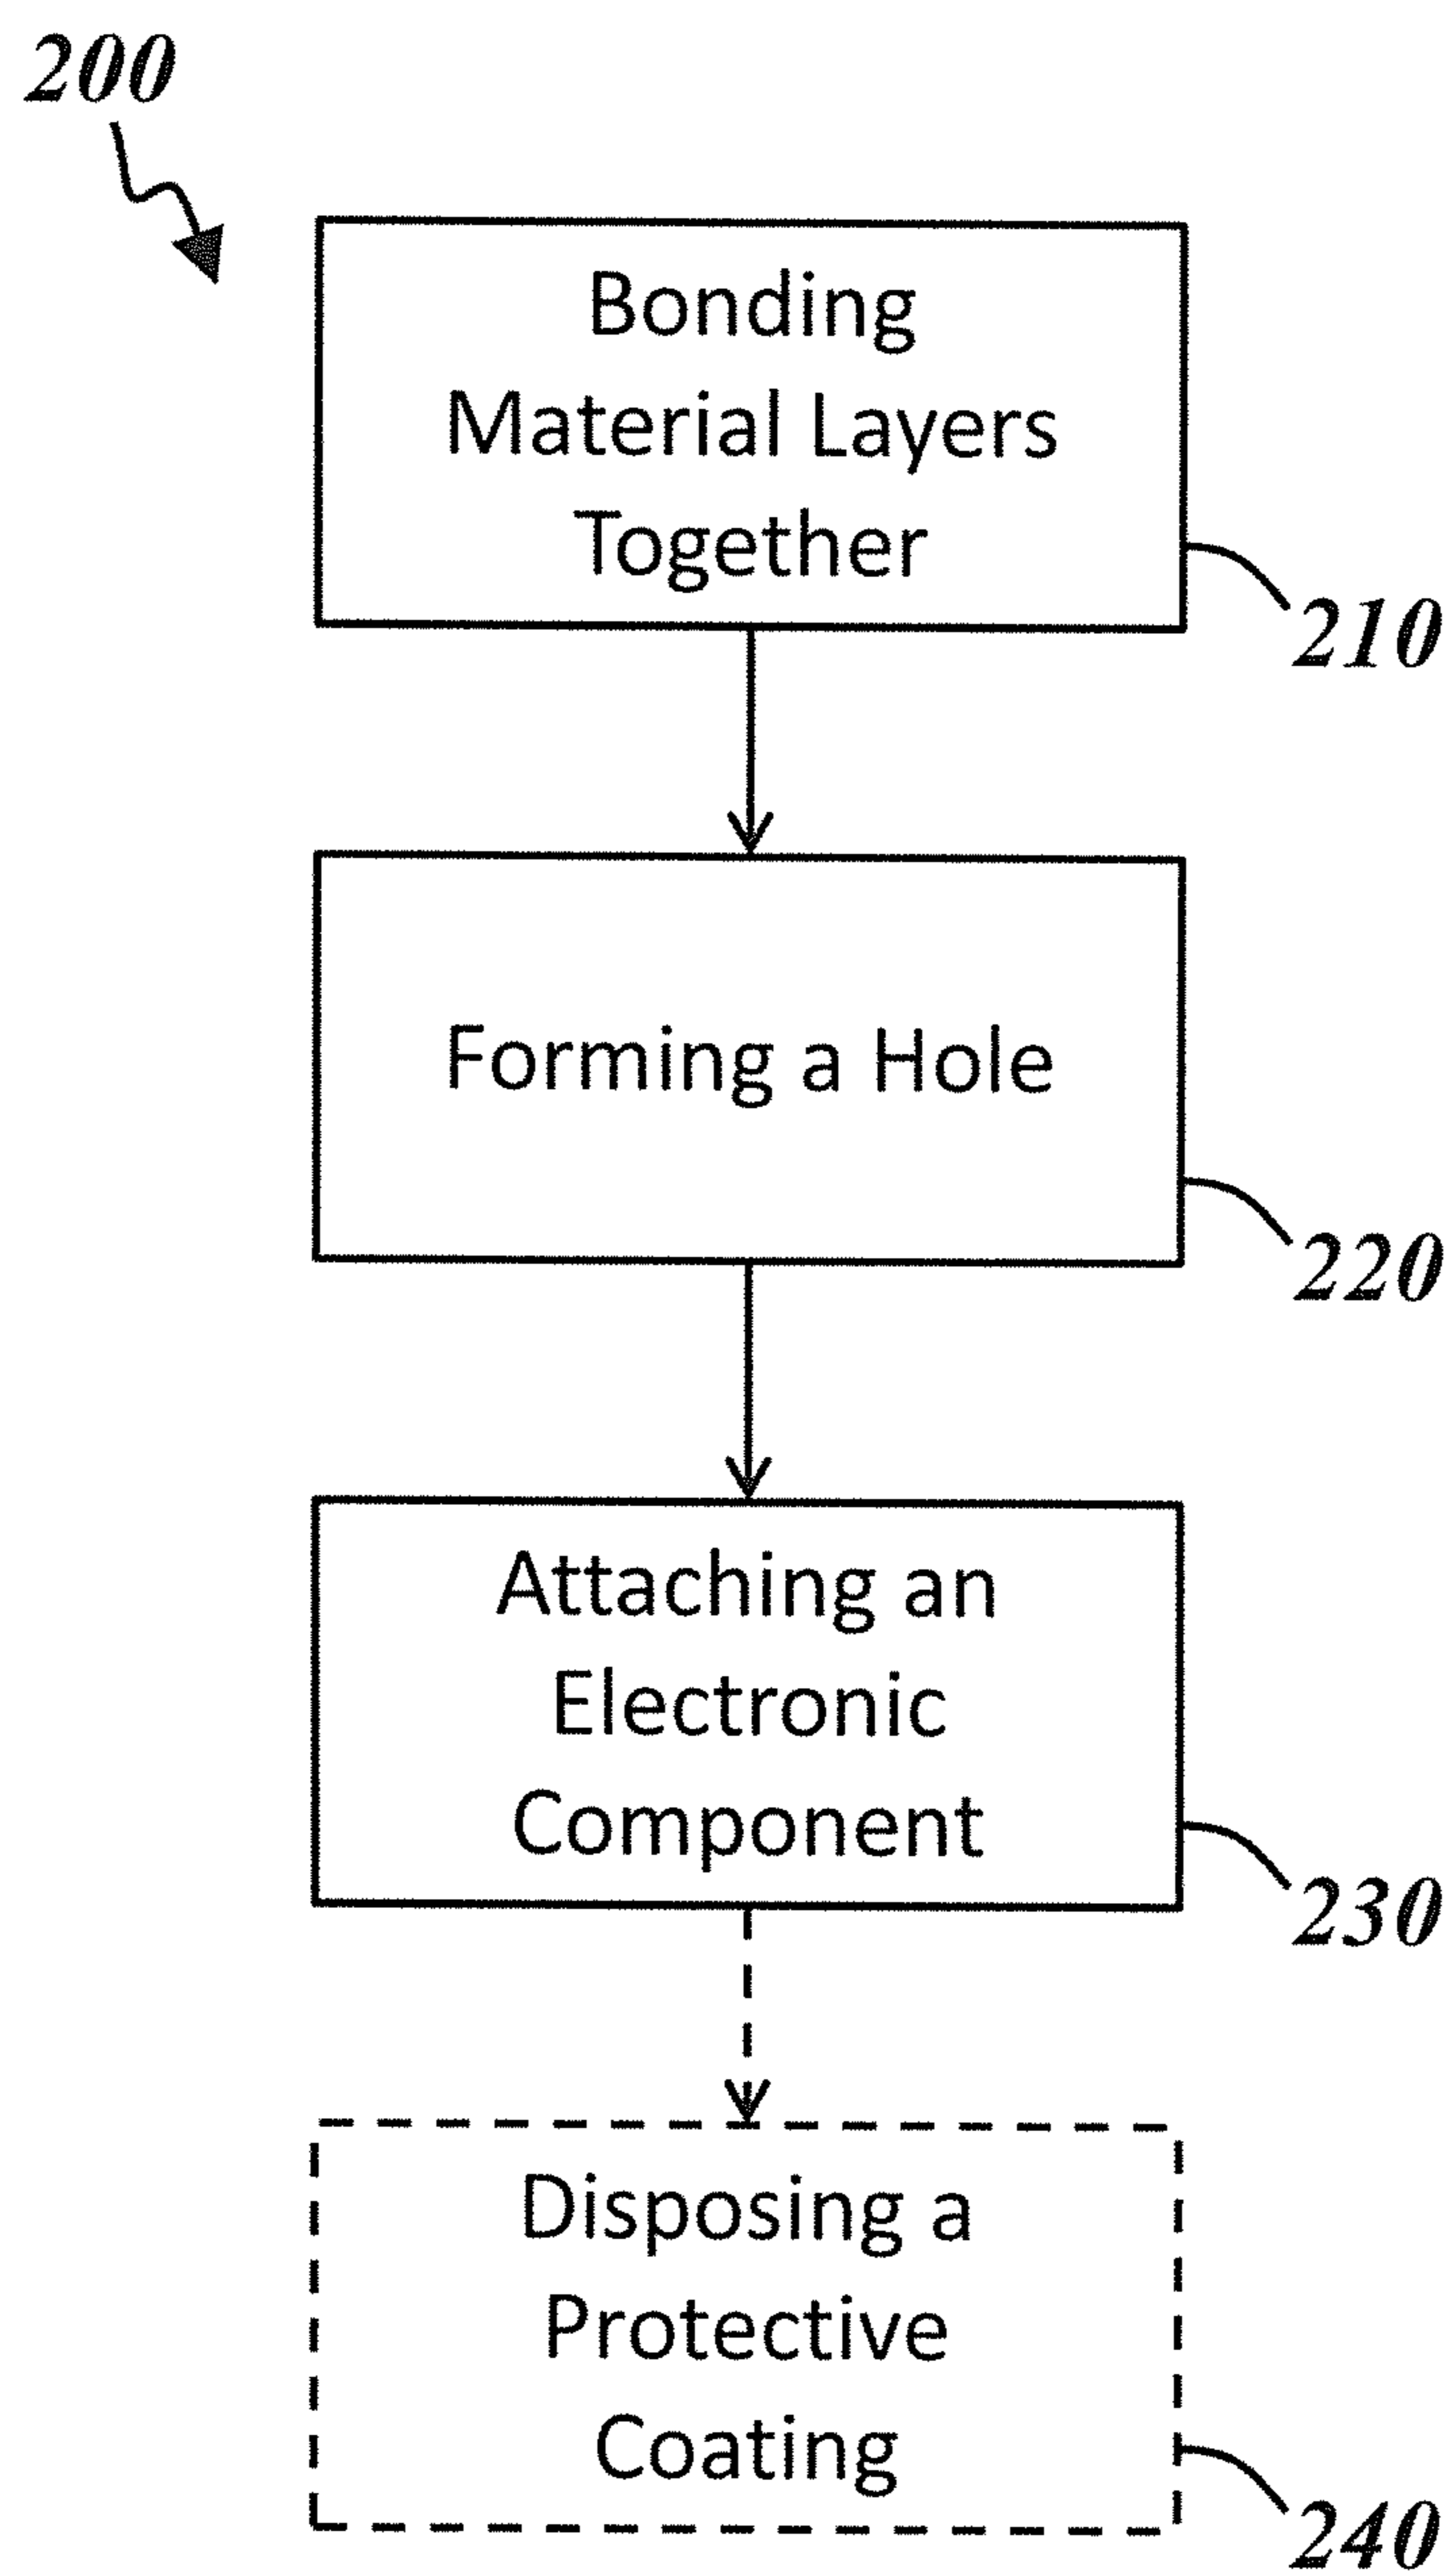 200
Bonding
Material Layers
Together
210
Forming a Hole
220
Attaching an
Electronic
Component
230
Disposing a
Protective
Coating
240